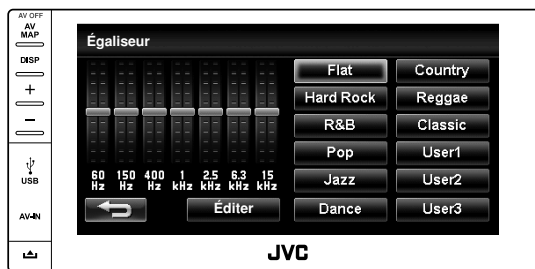 AV OFF
AV
MAP
DISP
+
−
USB
AV-IN
Égaliseur
60 Hz 150 Hz 400 Hz 1 kHz 2.5 kHz 6.3 kHz 15 kHz
Éditer
Flat Country
Hard Rock Reggae
R&B Classic
Pop User1
Jazz User2
Dance User3
JVC